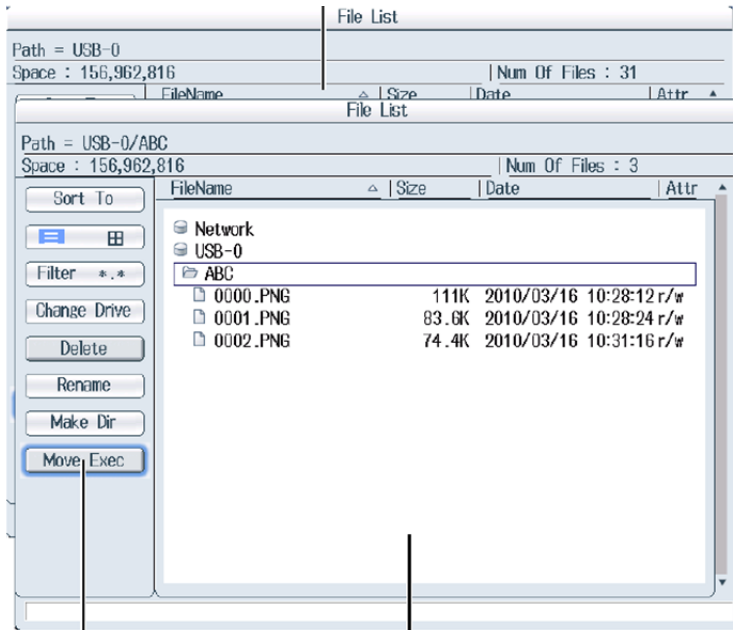 File List
Path = USB-0
Space : 156,962,816 Num Of Files : 31
FileName Size Date Attr
File List
Path = USB-0/ABC
Space : 156,962,816 Num Of Files : 3
FileName Size Date Attr
Sort To
Filter *.*
Change Drive
Delete
Rename
Make Dir
Move Exec
Network
USB-0
ABC
0000.PNG 111K 2010/03/16 10:28:12 r/w
0001.PNG 83.6K 2010/03/16 10:28:24 r/w
0002.PNG 74.4K 2010/03/16 10:31:16 r/w